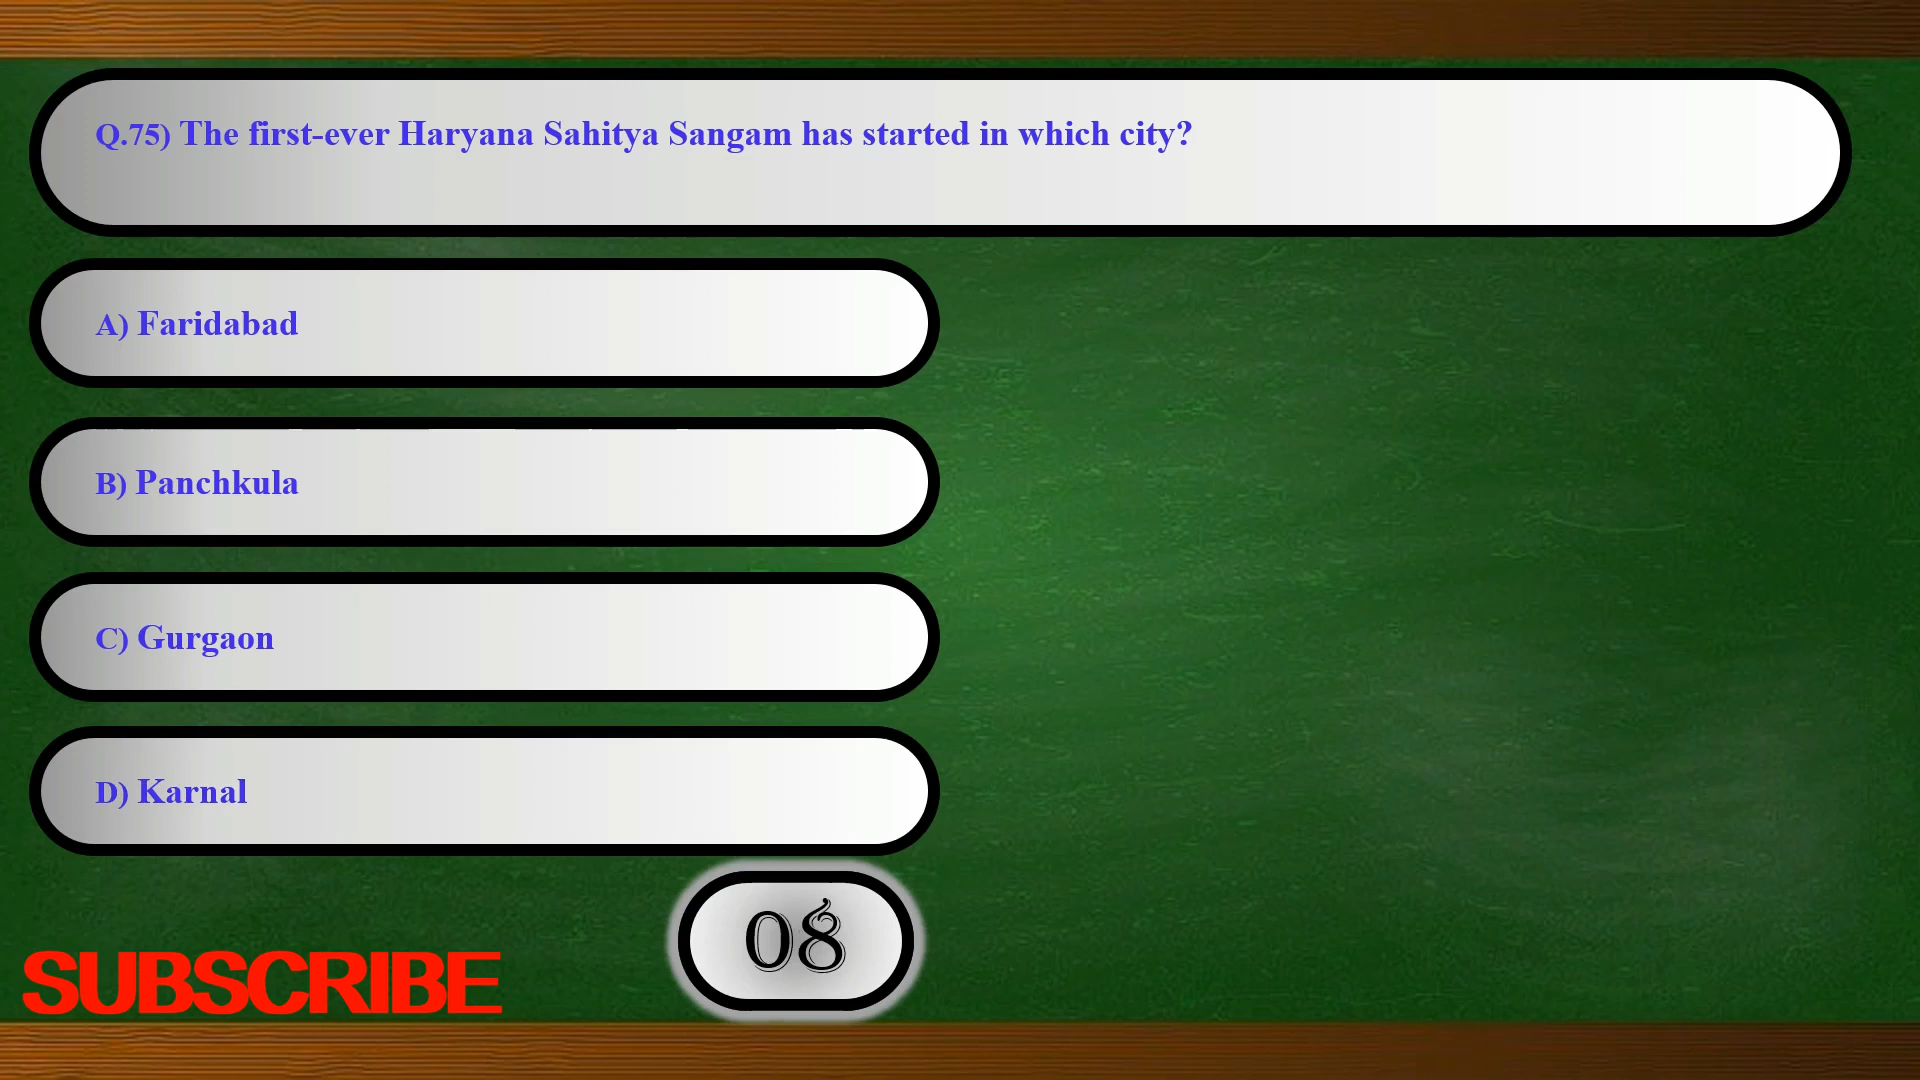 Q.75) The first-ever Haryana Sahitya Sangam has started in which city?
A) Faridabad
B) Panchkula
C) Gurgaon
D) Karnal
08
SUBSCRIBE